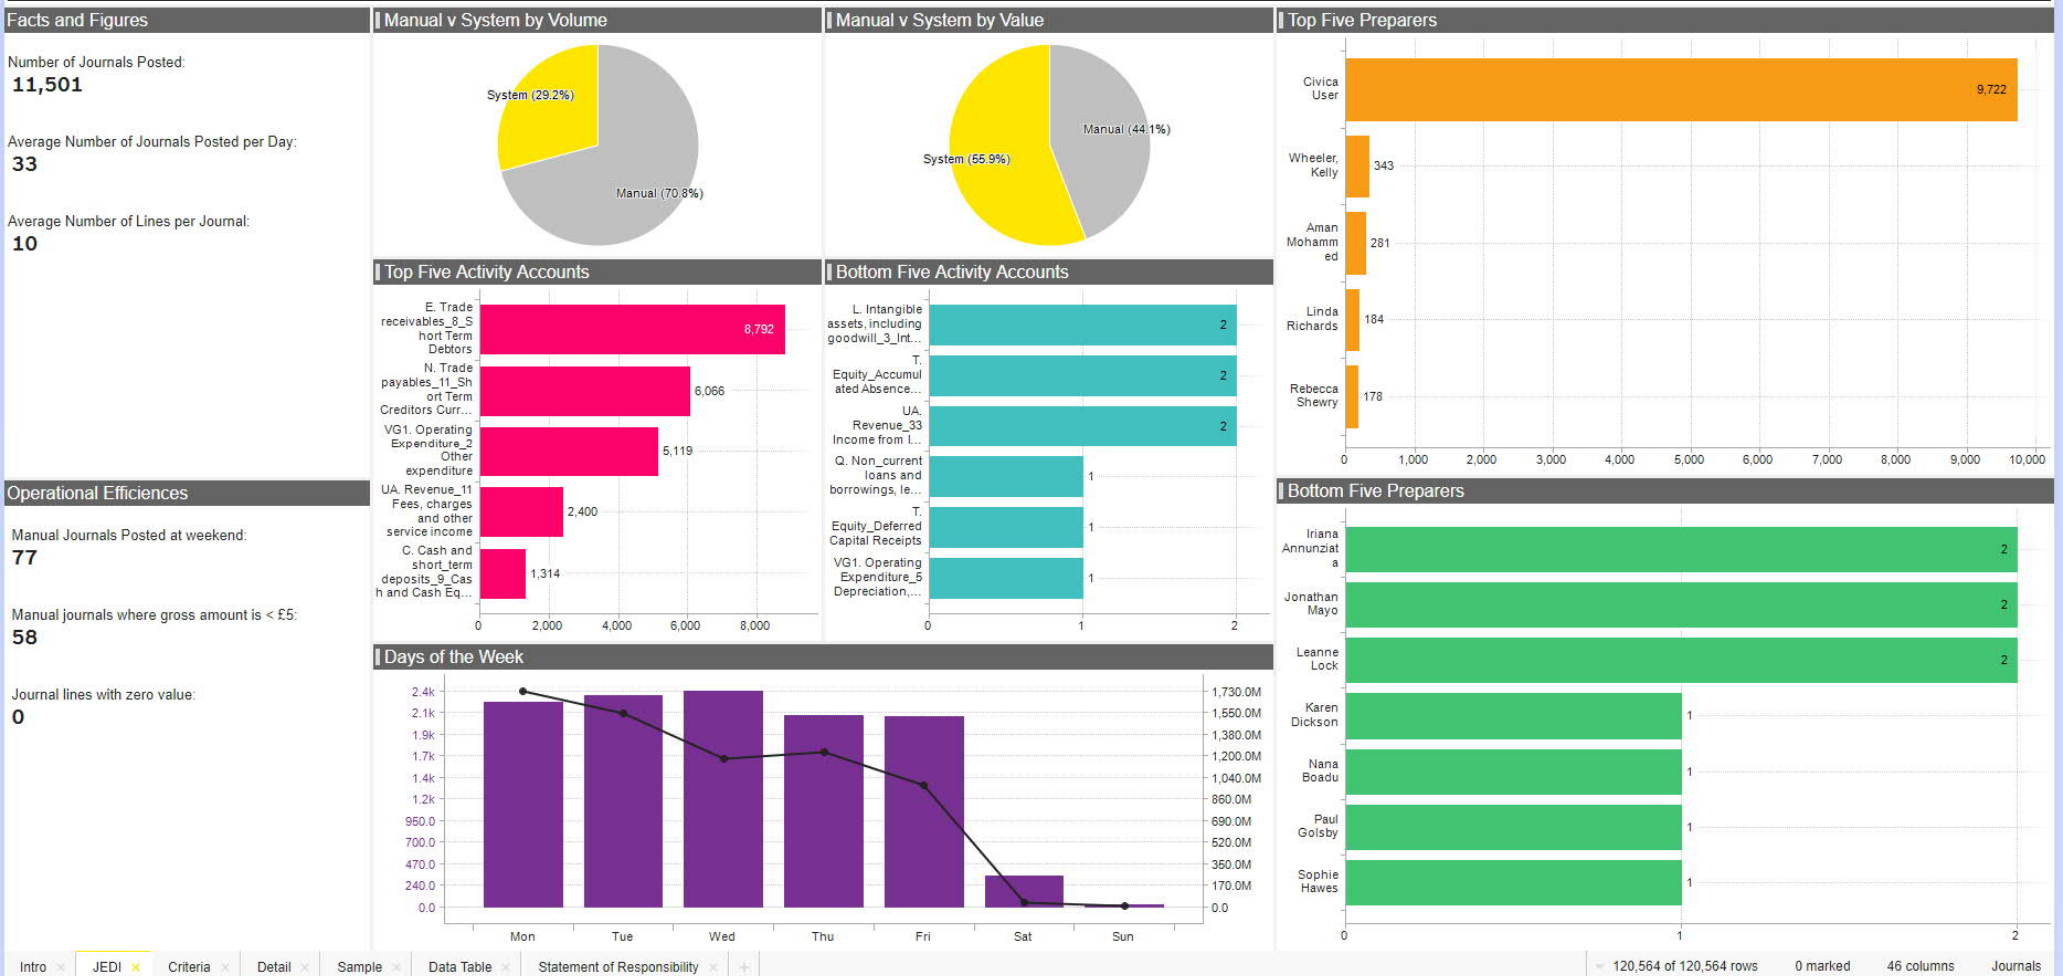 Facts and Figures
Number of Journals Posted:
11,501
Average Number of Journals Posted per Day:
33
Average Number of Lines per Journal:
10
Operational Efficiences
Manual Journals Posted at weekend:
77
Manual journals where gross amount is < £5:
58
Journal lines with zero value:
0
Manual v System by Volume
System (29.2%)
Manual (70.8%)
Manual v System by Value
Manual (44.1%)
System (55.9%)
Top Five Activity Accounts
E. Trade
receivables_8_S
hort Term
Debtors
8,792
N. Trade
payables_11_Sh
ort Term
Creditors Curr...
6,066
VG1. Operating
Expenditure_2
Other
expenditure
5,119
UA. Revenue_11
Fees, charges
and other
service income
2,400
C. Cash and
short_term
deposits_9_Cas
h and Cash Eq...
1,314
0 2,000 4,000 6,000 8,000
Bottom Five Activity Accounts
L. Intangible
assets, including
goodwill_3_Int...
2
T.
Equity_Accumul
ated Absence...
2
UA.
Revenue_33
Income from I...
2
Q. Non_current
loans and
borrowings, le...
1
T.
Equity_Deferred
Capital Receipts
1
VG1. Operating
Expenditure_5
Depreciation,...
1
0 1 2
Days of the Week
2.4k 1,730.0M
2.1k 1,550.0M
1.9k 1,380.0M
1.7k 1,200.0M
1.4k 1,040.0M
1.2k 860.0M
950.0 690.0M
700.0 520.0M
470.0 350.0M
240.0 170.0M
0.0 0.0
Mon Tue Wed Thu Fri Sat Sun
Top Five Preparers
Civica
User
9,722
Wheeler,
Kelly
343
Aman
Mohamm
ed
281
Linda
Richards
184
Rebecca
Shewry
178
0 1,000 2,000 3,000 4,000 5,000 6,000 7,000 8,000 9,000 10,000
Bottom Five Preparers
Iriana
Annunziat
a
2
Jonathan
Mayo
2
Leanne
Lock
2
Karen
Dickson
1
Nana
Boadu
1
Paul
Golsby
1
Sophie
Hawes
1
0 1 2
Intro JEDI Criteria Detail Sample Data Table Statement of Responsibility 120,564 of 120,564 rows 0 marked 46 columns Journals